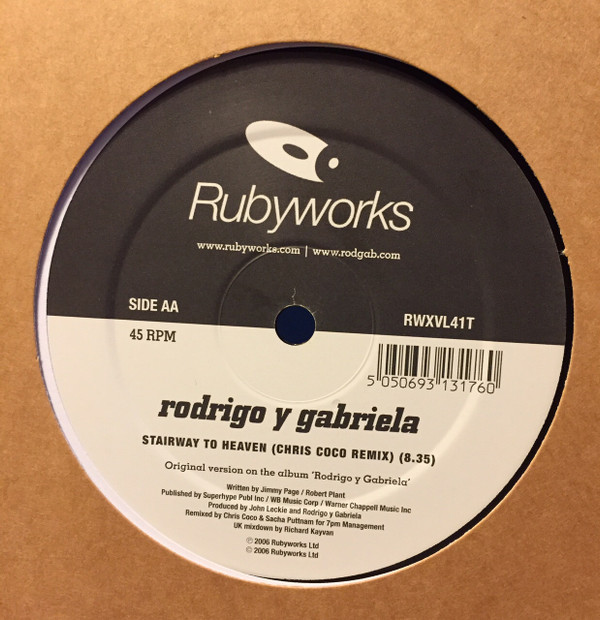 Rubyworks
www.rubyworks.com | www.rodgab.com
SIDE AA
RWXVL41T
45 RPM
5 050693 131760
rodrigo y gabriela
STAIRWAY TO HEAVEN (CHRIS COCO REMIX) (8.35)
Original version on the album 'Rodrigo y Gabriela'
Written by Jimmy Page / Robert Plant
Published by Superhype Publ Inc / WB Music Corp / Warner Chappell Music Inc
Produced by John Leckie and Rodrigo y Gabriela
Remixed by Chris Coco & Sacha Puttnam for 7pm Management
UK mixdown by Richard Kayvan
℗ 2006 Rubyworks Ltd
© 2006 Rubyworks Ltd